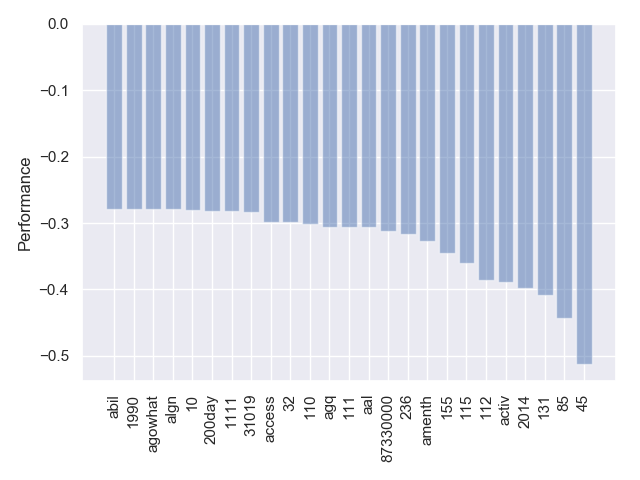 0.0
−0.1
−0.2
−0.3
−0.4
−0.5
Performance
abil
1990
agowhat
algn
10
200day
1111
31019
access
32
110
agq
111
aal
87330000
236
amenth
155
115
112
activ
2014
131
85
45